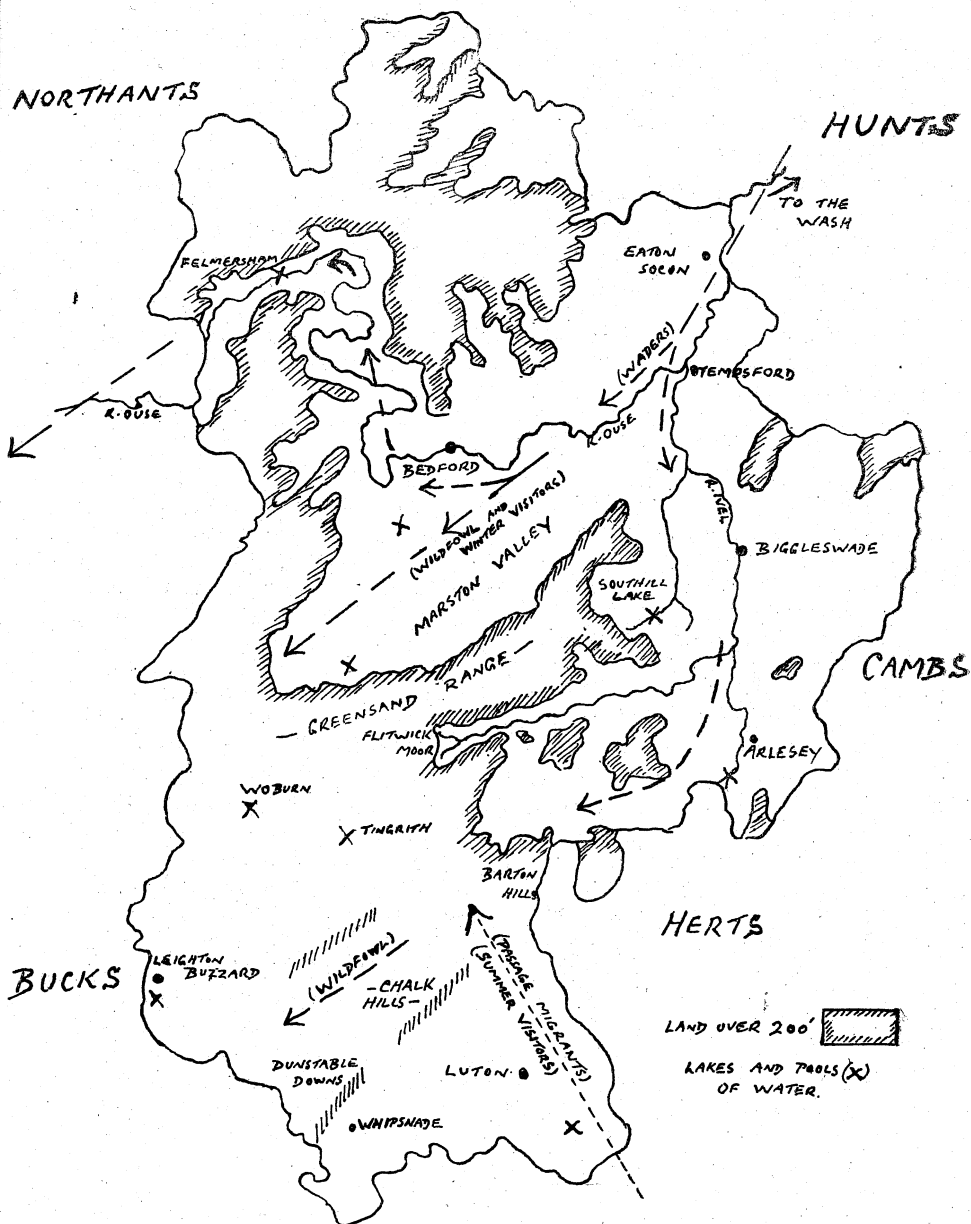 NORTHANTS
HUNTS
TO THE
WASH
FELMERSHAM
EATON
SOCON
(WADERS)
TEMPSFORD
R. OUSE
R. OUSE
BEDFORD
(WILDFOWL AND
WINTER VISITORS)
MARSTON VALLEY
R. IVEL
BIGGLESWADE
SOUTHILL
LAKE
CAMBS
- GREENSAND RANGE -
FLITWICK
MOOR
ARLESEY
WOBURN
TINGRITH
BARTON
HILLS
HERTS
BUCKS
LEIGHTON
BUZZARD
(WILDFOWL)
-CHALK
HILLS-
(PASSAGE MIGRANTS)
(SUMMER VISITORS)
LAND OVER 200'
LAKES AND POOLS (X)
OF WATER.
DUNSTABLE
DOWNS
LUTON
WHIPSNADE